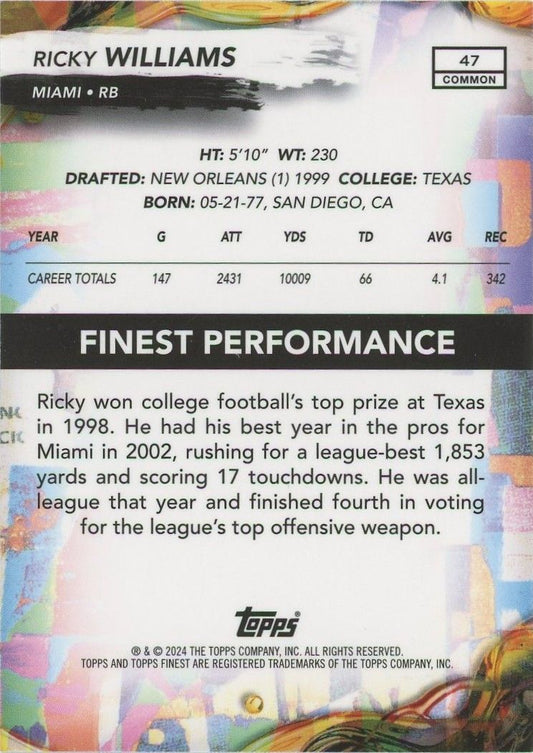 RICKY WILLIAMS
MIAMI • RB
47
COMMON
HT: 5'10" WT: 230
DRAFTED: NEW ORLEANS (1) 1999 COLLEGE: TEXAS
BORN: 05-21-77, SAN DIEGO, CA
YEAR G ATT YDS TD AVG REC
CAREER TOTALS 147 2431 10009 66 4.1 342
FINEST PERFORMANCE
Ricky won college football's top prize at Texas
in 1998. He had his best year in the pros for
Miami in 2002, rushing for a league-best 1,853
yards and scoring 17 touchdowns. He was all-
league that year and finished fourth in voting
for the league's top offensive weapon.
TOPPS®
® & © 2024 THE TOPPS COMPANY, INC. ALL RIGHTS RESERVED.
TOPPS AND TOPPS FINEST ARE REGISTERED TRADEMARKS OF THE TOPPS COMPANY, INC.